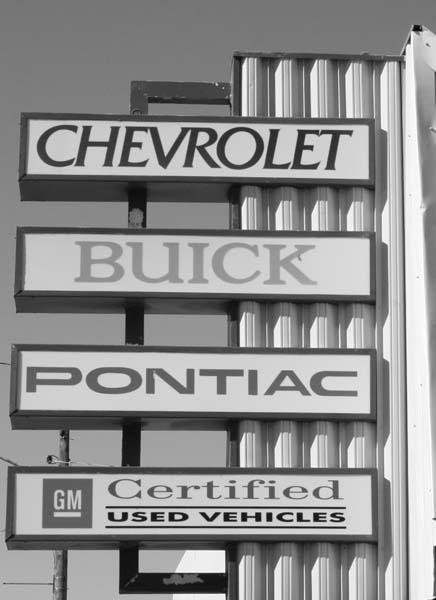 CHEVROLET
BUICK
PONTIAC
GM Certified
USED VEHICLES